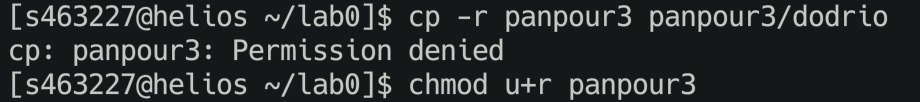 [s463227@helios ~/lab0]$ cp -r panpour3 panpour3/dodrio
cp: panpour3: Permission denied
[s463227@helios ~/lab0]$ chmod u+r panpour3